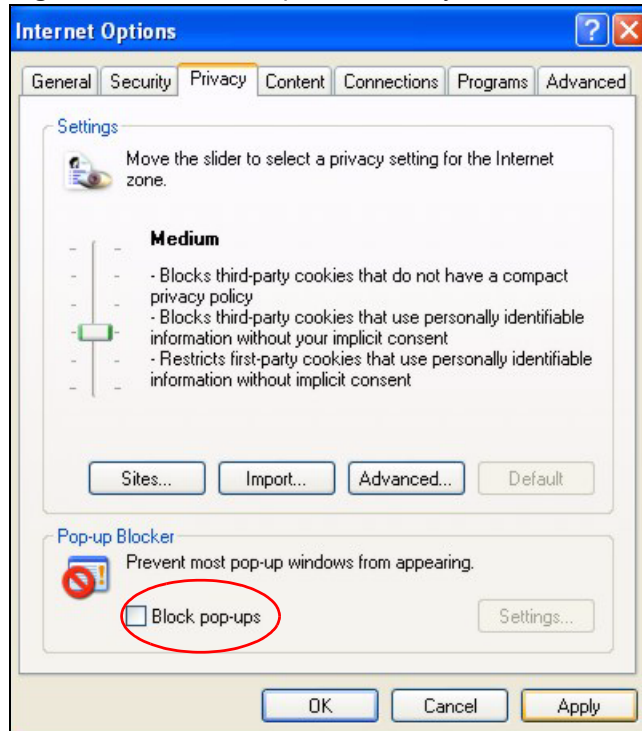 Internet Options
General Security Privacy Content Connections Programs Advanced
Settings
Move the slider to select a privacy setting for the Internet
zone.
Medium
- Blocks third-party cookies that do not have a compact
privacy policy
- Blocks third-party cookies that use personally identifiable
information without your implicit consent
- Restricts first-party cookies that use personally identifiable
information without implicit consent
Sites... Import... Advanced... Default
Pop-up Blocker
Prevent most pop-up windows from appearing.
Block pop-ups Settings...
OK Cancel Apply